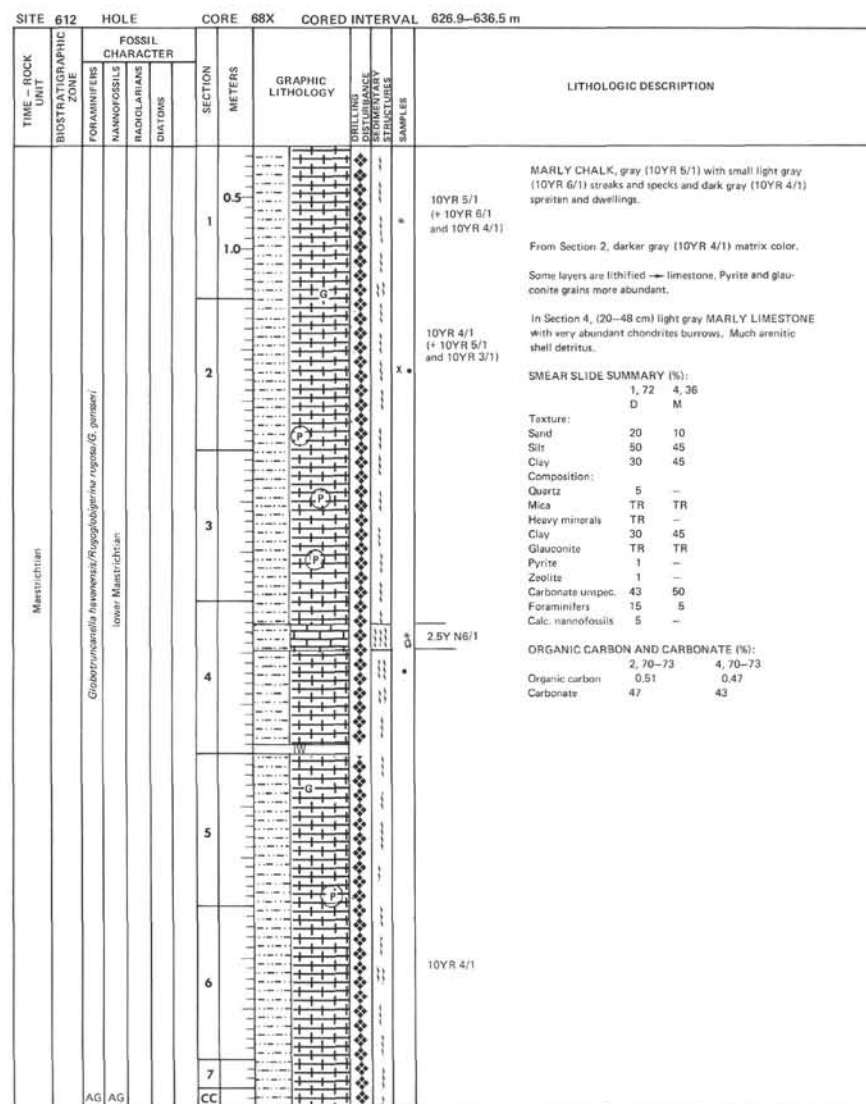 SITE 612 HOLE CORE 68X CORED INTERVAL 626.9–636.5 m
TIME – ROCK UNIT
BIOSTRATIGRAPHIC ZONE
FOSSIL CHARACTER
FORAMINIFERS
NANNOFOSSILS
RADIOLARIANS
DIATOMS
SECTION
METERS
GRAPHIC LITHOLOGY
DRILLING DISTURBANCE
SEDIMENTARY STRUCTURES
SAMPLES
LITHOLOGIC DESCRIPTION
Maestrichtian
Globotruncanella havanensis/Rugoglobigerina rugosa/G. gansseri
lower Maestrichtian
AG AG
1
0.5
1.0
G
2
P
3
P
P
4
IW
5
G
P
6
7
CC
*
X •
*
•
10YR 5/1
(+ 10YR 6/1
and 10YR 4/1)
10YR 4/1
(+ 10YR 5/1
and 10YR 3/1)
2.5Y N6/1
10YR 4/1
MARLY CHALK, gray (10YR 5/1) with small light gray
(10YR 6/1) streaks and specks and dark gray (10YR 4/1)
spreiten and dwellings.
From Section 2, darker gray (10YR 4/1) matrix color.
Some layers are lithified → limestone. Pyrite and glau-
conite grains more abundant.
In Section 4, (20–48 cm) light gray MARLY LIMESTONE
with very abundant chondrites burrows. Much arenitic
shell detritus.
SMEAR SLIDE SUMMARY (%):
1, 72 4, 36
D M
Texture:
Sand 20 10
Silt 50 45
Clay 30 45
Composition:
Quartz 5 –
Mica TR TR
Heavy minerals TR –
Clay 30 45
Glauconite TR TR
Pyrite 1 –
Zeolite 1 –
Carbonate unspec. 43 50
Foraminifers 15 5
Calc. nannofossils 5 –
ORGANIC CARBON AND CARBONATE (%):
2, 70–73 4, 70–73
Organic carbon 0.51 0.47
Carbonate 47 43